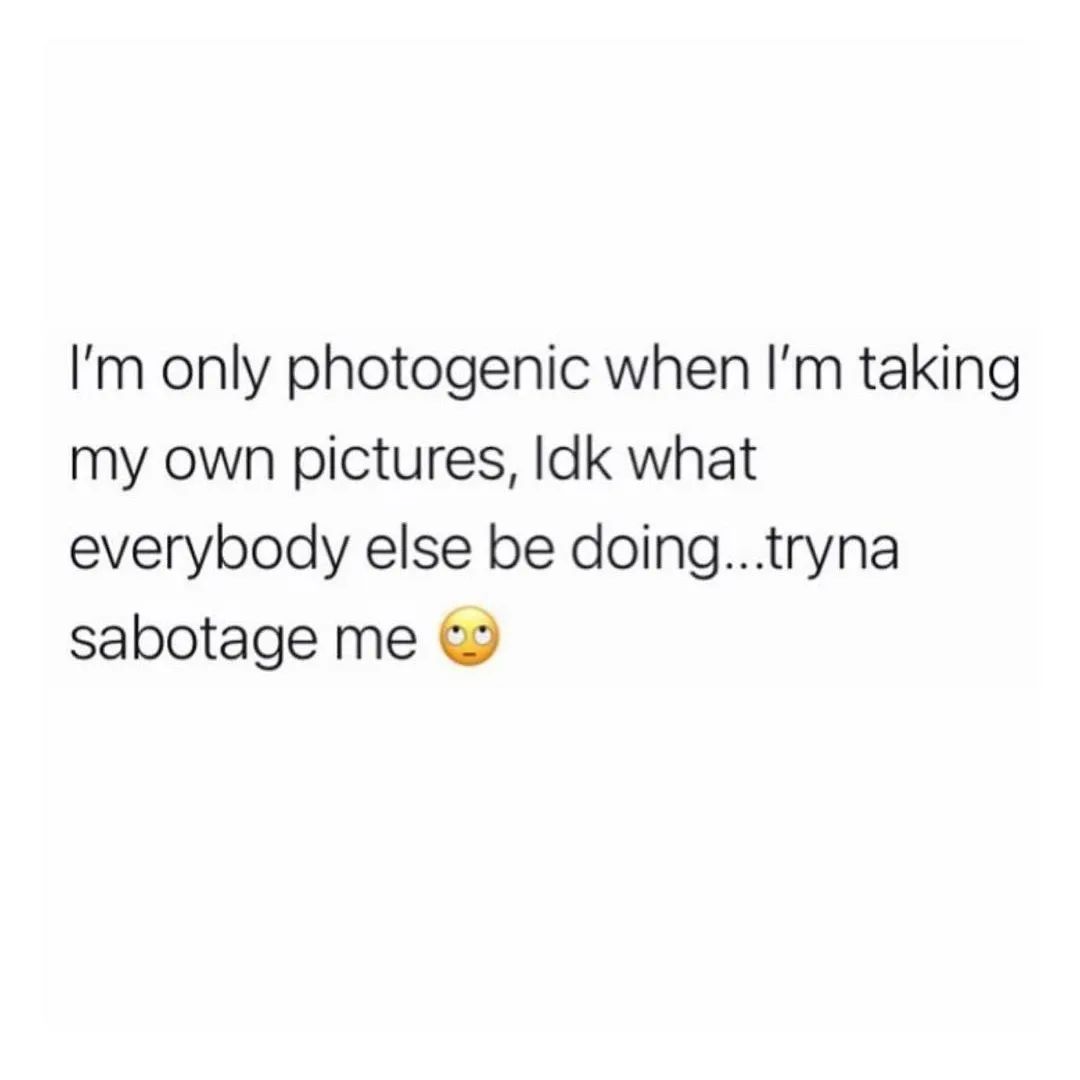 I’m only photogenic when I’m taking
my own pictures, Idk what
everybody else be doing...tryna
sabotage me 🙄